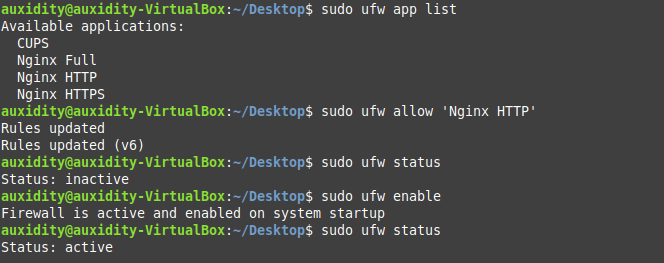 auxidity@auxidity-VirtualBox:~/Desktop$ sudo ufw app list
Available applications:
  CUPS
  Nginx Full
  Nginx HTTP
  Nginx HTTPS
auxidity@auxidity-VirtualBox:~/Desktop$ sudo ufw allow 'Nginx HTTP'
Rules updated
Rules updated (v6)
auxidity@auxidity-VirtualBox:~/Desktop$ sudo ufw status
Status: inactive
auxidity@auxidity-VirtualBox:~/Desktop$ sudo ufw enable
Firewall is active and enabled on system startup
auxidity@auxidity-VirtualBox:~/Desktop$ sudo ufw status
Status: active